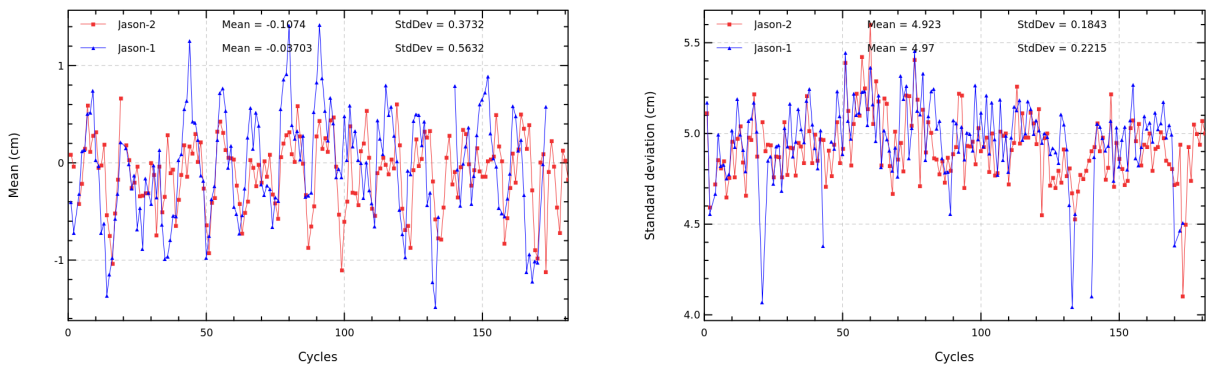 Jason-2 Mean = -0.1074 StdDev = 0.3732
Jason-1 Mean = -0.03703 StdDev = 0.5632
1
0
-1
Mean (cm)
0 50 100 150
Cycles
Jason-2 Mean = 4.923 StdDev = 0.1843
Jason-1 Mean = 4.97 StdDev = 0.2215
5.5
5.0
4.5
4.0
Standard deviation (cm)
0 50 100 150
Cycles